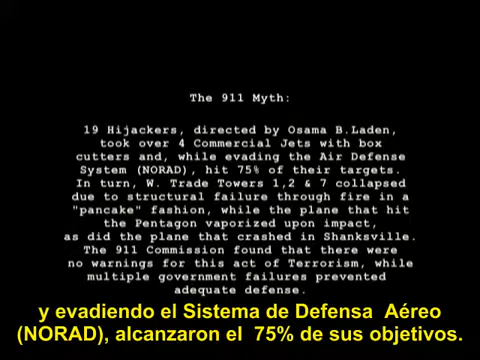 The 911 Myth:
19 Hijackers, directed by Osama B.Laden,
took over 4 Commercial Jets with box
cutters and, while evading the Air Defense
System (NORAD), hit 75% of their targets.
In turn, W. Trade Towers 1,2 & 7 collapsed
due to structural failure through fire in a
"pancake" fashion, while the plane that hit
the Pentagon vaporized upon impact,
as did the plane that crashed in Shanksville.
The 911 Commission found that there were
no warnings for this act of Terrorism, while
multiple government failures prevented
adequate defense.
y evadiendo el Sistema de Defensa Aéreo
(NORAD), alcanzaron el 75% de sus objetivos.